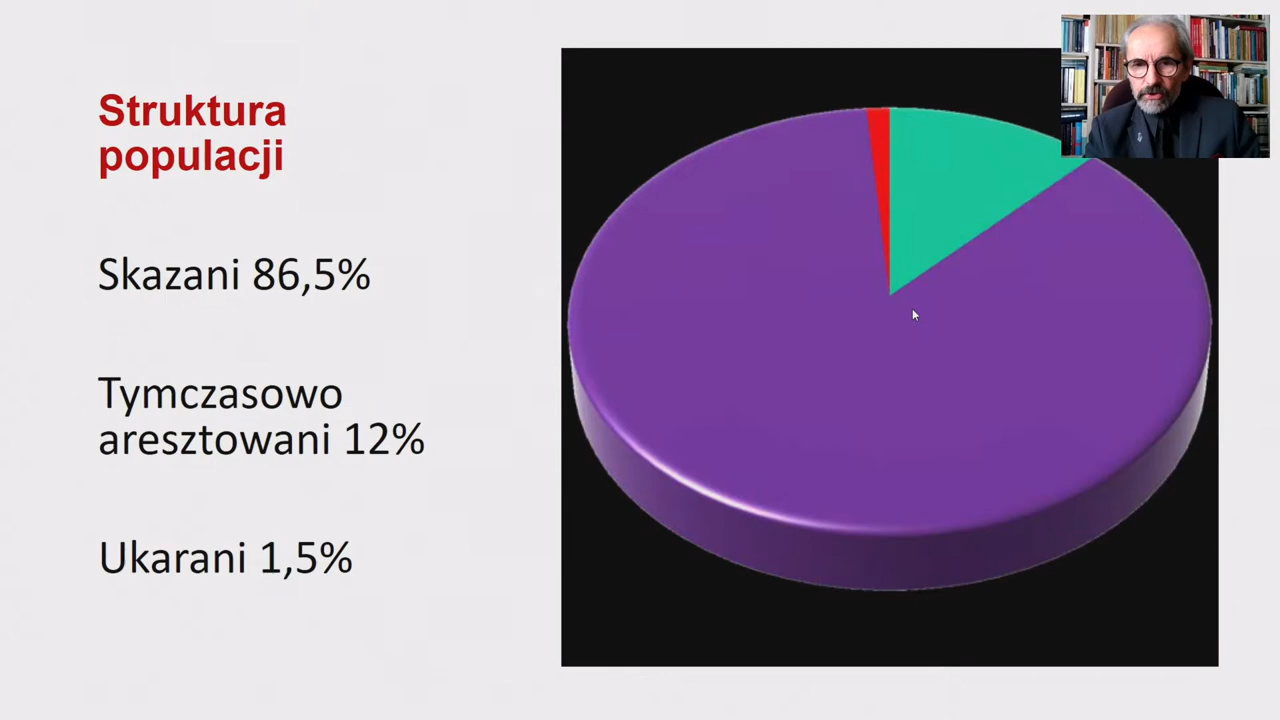 Struktura
populacji
Skazani 86,5%
Tymczasowo
aresztowani 12%
Ukarani 1,5%